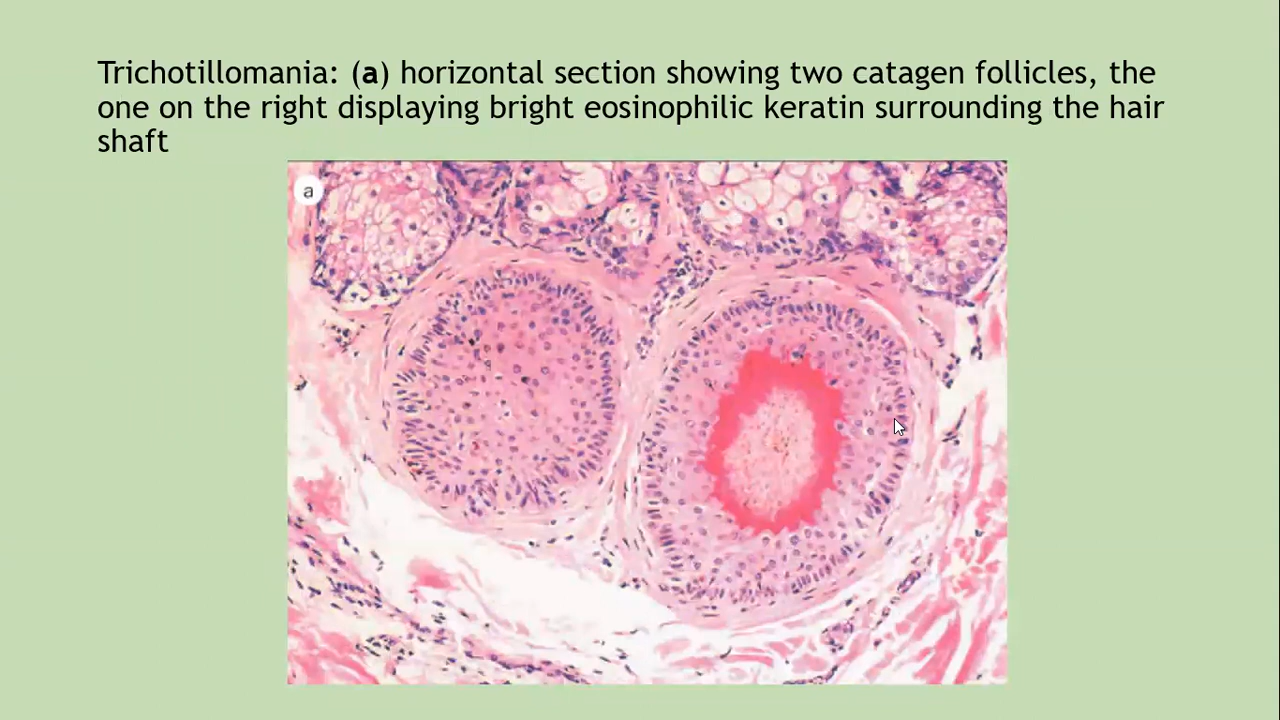 Trichotillomania: (a) horizontal section showing two catagen follicles, the
one on the right displaying bright eosinophilic keratin surrounding the hair
shaft
a